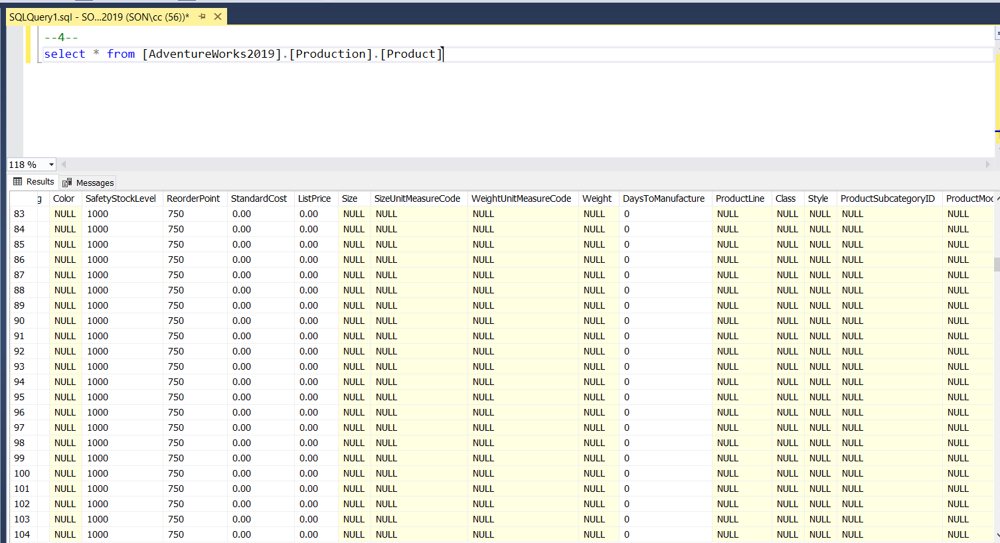 SQLQuery1.sql - SO...2019 (SON\cc (56))*
--4--
select * from [AdventureWorks2019].[Production].[Product]
118 %
Results Messages
g Color SafetyStockLevel ReorderPoint StandardCost ListPrice Size SizeUnitMeasureCode WeightUnitMeasureCode Weight DaysToManufacture ProductLine Class Style ProductSubcategoryID ProductMod
83 NULL 1000 750 0.00 0.00 NULL NULL NULL NULL 0 NULL NULL NULL NULL NULL
84 NULL 1000 750 0.00 0.00 NULL NULL NULL NULL 0 NULL NULL NULL NULL NULL
85 NULL 1000 750 0.00 0.00 NULL NULL NULL NULL 0 NULL NULL NULL NULL NULL
86 NULL 1000 750 0.00 0.00 NULL NULL NULL NULL 0 NULL NULL NULL NULL NULL
87 NULL 1000 750 0.00 0.00 NULL NULL NULL NULL 0 NULL NULL NULL NULL NULL
88 NULL 1000 750 0.00 0.00 NULL NULL NULL NULL 0 NULL NULL NULL NULL NULL
89 NULL 1000 750 0.00 0.00 NULL NULL NULL NULL 0 NULL NULL NULL NULL NULL
90 NULL 1000 750 0.00 0.00 NULL NULL NULL NULL 0 NULL NULL NULL NULL NULL
91 NULL 1000 750 0.00 0.00 NULL NULL NULL NULL 0 NULL NULL NULL NULL NULL
92 NULL 1000 750 0.00 0.00 NULL NULL NULL NULL 0 NULL NULL NULL NULL NULL
93 NULL 1000 750 0.00 0.00 NULL NULL NULL NULL 0 NULL NULL NULL NULL NULL
94 NULL 1000 750 0.00 0.00 NULL NULL NULL NULL 0 NULL NULL NULL NULL NULL
95 NULL 1000 750 0.00 0.00 NULL NULL NULL NULL 0 NULL NULL NULL NULL NULL
96 NULL 1000 750 0.00 0.00 NULL NULL NULL NULL 0 NULL NULL NULL NULL NULL
97 NULL 1000 750 0.00 0.00 NULL NULL NULL NULL 0 NULL NULL NULL NULL NULL
98 NULL 1000 750 0.00 0.00 NULL NULL NULL NULL 0 NULL NULL NULL NULL NULL
99 NULL 1000 750 0.00 0.00 NULL NULL NULL NULL 0 NULL NULL NULL NULL NULL
100 NULL 1000 750 0.00 0.00 NULL NULL NULL NULL 0 NULL NULL NULL NULL NULL
101 NULL 1000 750 0.00 0.00 NULL NULL NULL NULL 0 NULL NULL NULL NULL NULL
102 NULL 1000 750 0.00 0.00 NULL NULL NULL NULL 0 NULL NULL NULL NULL NULL
103 NULL 1000 750 0.00 0.00 NULL NULL NULL NULL 0 NULL NULL NULL NULL NULL
104 NULL 1000 750 0.00 0.00 NULL NULL NULL NULL 0 NULL NULL NULL NULL NULL